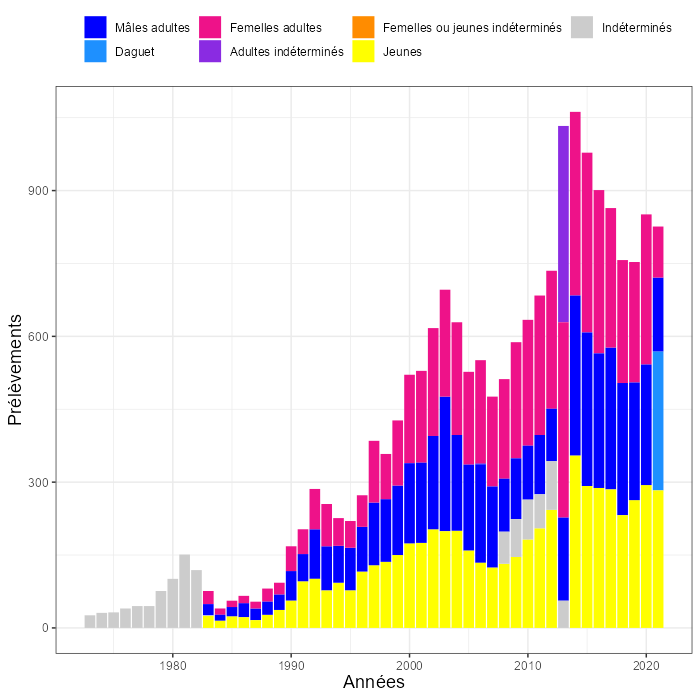 Mâles adultes Femelles adultes Femelles ou jeunes indéterminés Indéterminés
Daguet Adultes indéterminés Jeunes
900
600
300
0
Prélèvements
1980 1990 2000 2010 2020
Années